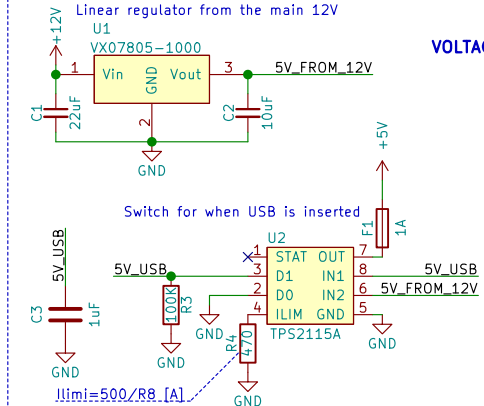 Linear regulator from the main 12V
+12V
U1
VX07805-1000
VOLTAG
1
Vin
GND
Vout
3
5V_FROM_12V
C1
22uF
2
C2
10uF
GND
+5V
Switch for when USB is inserted
F1
1A
5V_USB
U2
1
STAT
OUT
7
5V_USB
3
D1
IN1
8
5V_USB
2
D0
IN2
6
5V_FROM_12V
4
ILIM
GND
5
TPS2115A
100K
R3
C3
1uF
GND
R4
470
GND
GND
GND
Ilimi=500/R8 [A]
GND